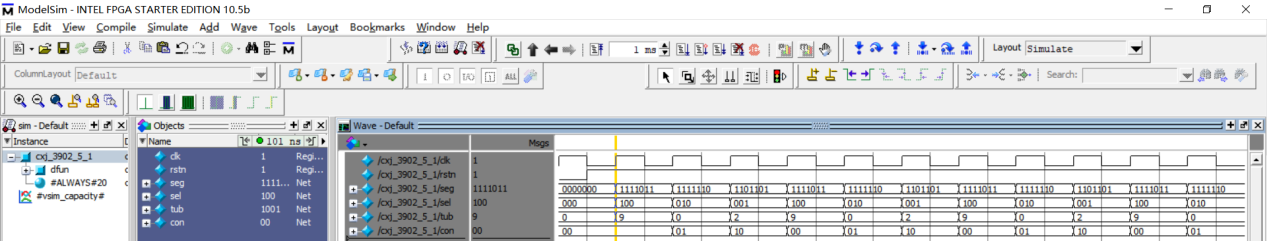 ModelSim - INTEL FPGA STARTER EDITION 10.5b
File Edit View Compile Simulate Add Wave Tools Layout Bookmarks Window Help
1 ms
Layout Simulate
ColumnLayout Default
ALL
Search:
sim - Default
Objects
Wave - Default
Instance
Name
101 ns
Msgs
cxj_3902_5_1
dfun
#ALWAYS#20
#vsim_capacity#
clk 1 Regi...
rstn 1 Regi...
seg 1111... Net
sel 100 Net
tub 1001 Net
con 00 Net
/cxj_3902_5_1/clk 1
/cxj_3902_5_1/rstn 1
/cxj_3902_5_1/seg 1111011 0000000 1111011 1111110 1101101 1111011 1111110 1101101 1111011 1111110 1101101 1111011 1111110
/cxj_3902_5_1/sel 100 000 100 010 001 100 010 001 100 010 001 100 010
/cxj_3902_5_1/tub 9 0 9 0 2 9 0 2 9 0 2 9 0
/cxj_3902_5_1/con 00 00 01 10 00 01 10 00 01 10 00 01